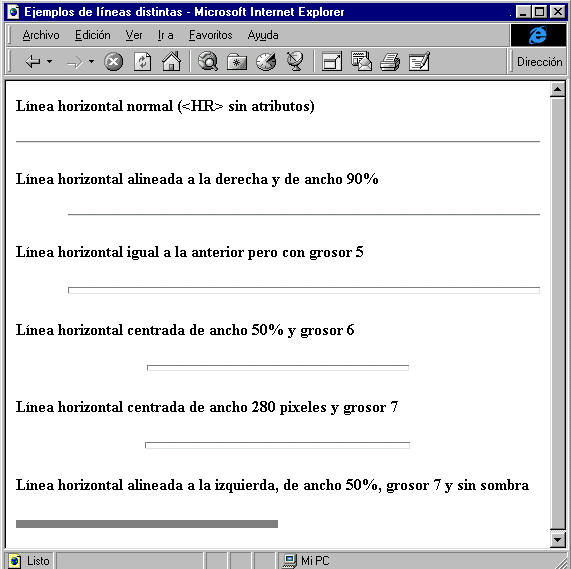 Ejemplos de líneas distintas - Microsoft Internet Explorer
Archivo Edición Ver Ir a Favoritos Ayuda
Dirección
Línea horizontal normal (<HR> sin atributos)
Línea horizontal alineada a la derecha y de ancho 90%
Línea horizontal igual a la anterior pero con grosor 5
Línea horizontal centrada de ancho 50% y grosor 6
Línea horizontal centrada de ancho 280 pixeles y grosor 7
Línea horizontal alineada a la izquierda, de ancho 50%, grosor 7 y sin sombra
Listo Mi PC